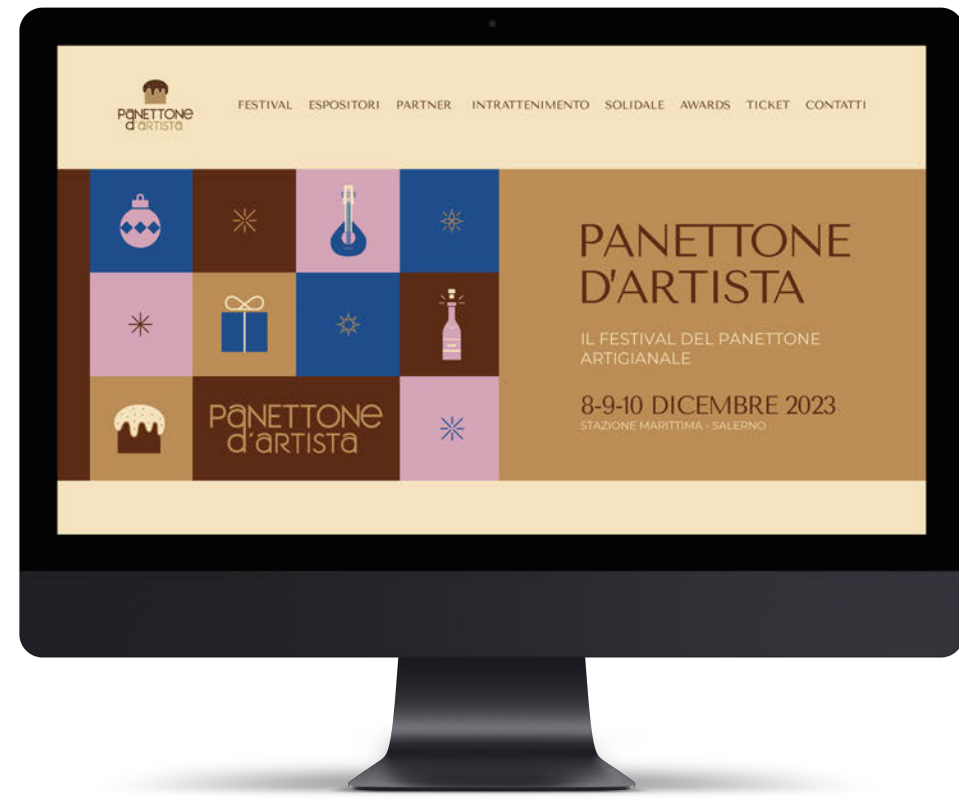 PANETTONE
d'ARTISTA
FESTIVAL ESPOSITORI PARTNER INTRATTENIMENTO SOLIDALE AWARDS TICKET CONTATTI
PANETTONE
d'ARTISTA
PANETTONE
D'ARTISTA
IL FESTIVAL DEL PANETTONE
ARTIGIANALE
8-9-10 DICEMBRE 2023
STAZIONE MARITTIMA - SALERNO